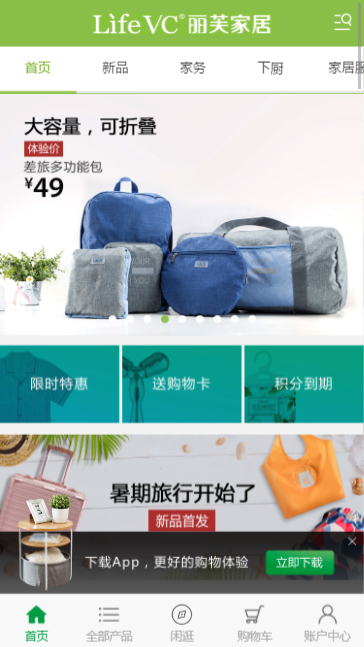 LifeVC® 丽芙家居
首页 新品 家务 下厨 家居服
大容量，可折叠
体验价
差旅多功能包
¥49
限时特惠 送购物卡 积分到期
暑期旅行开始了
新品首发
下载App，更好的购物体验 立即下载
首页 全部产品 闲逛 购物车 账户中心